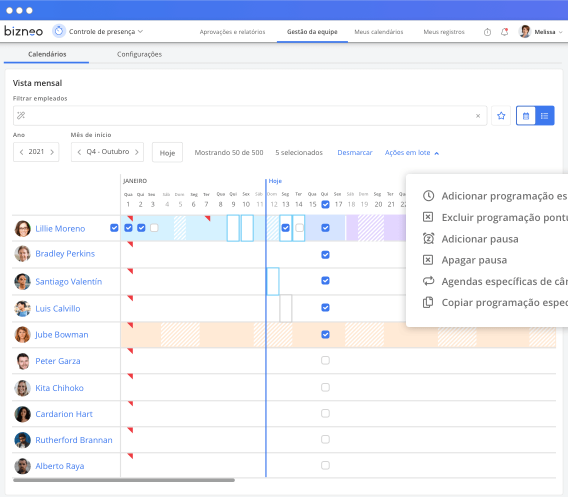 bizneo
Controle de presença
Aprovações e relatórios
Gestão da equipe
Meus calendários
Meus registros
Melissa
Calendários
Configurações
Vista mensal
Filtrar empleados
Ano
Mês de início
2021
Q4 - Outubro
Hoje
Mostrando 50 de 500
5 selecionados
Desmarcar
Ações em lote
JANEIRO
Hoje
Qua Qui Sex Sáb Dom Seg Ter Qua Qui Sex Sáb Dom Seg Ter Qua Qui Sex Sáb Dom Seg Ter Qua
1 2 3 4 5 6 7 8 9 10 11 12 13 14 15 16 17 18 19 20 21 22
Adicionar programação es
Excluir programação pontu
Adicionar pausa
Apagar pausa
Agendas específicas de cân
Copiar programação espec
Lillie Moreno
Bradley Perkins
Santiago Valentín
Luis Calvillo
Jube Bowman
Peter Garza
Kita Chihoko
Cardarion Hart
Rutherford Brannan
Alberto Raya